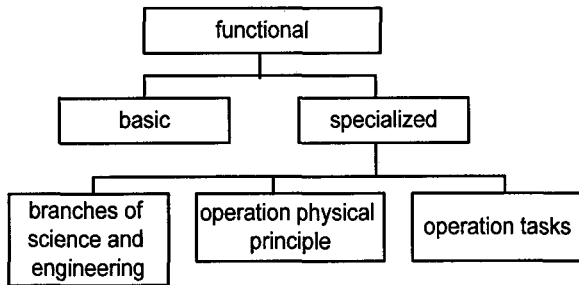 functional
basic
specialized
branches of
science and
engineering
operation physical
principle
operation tasks